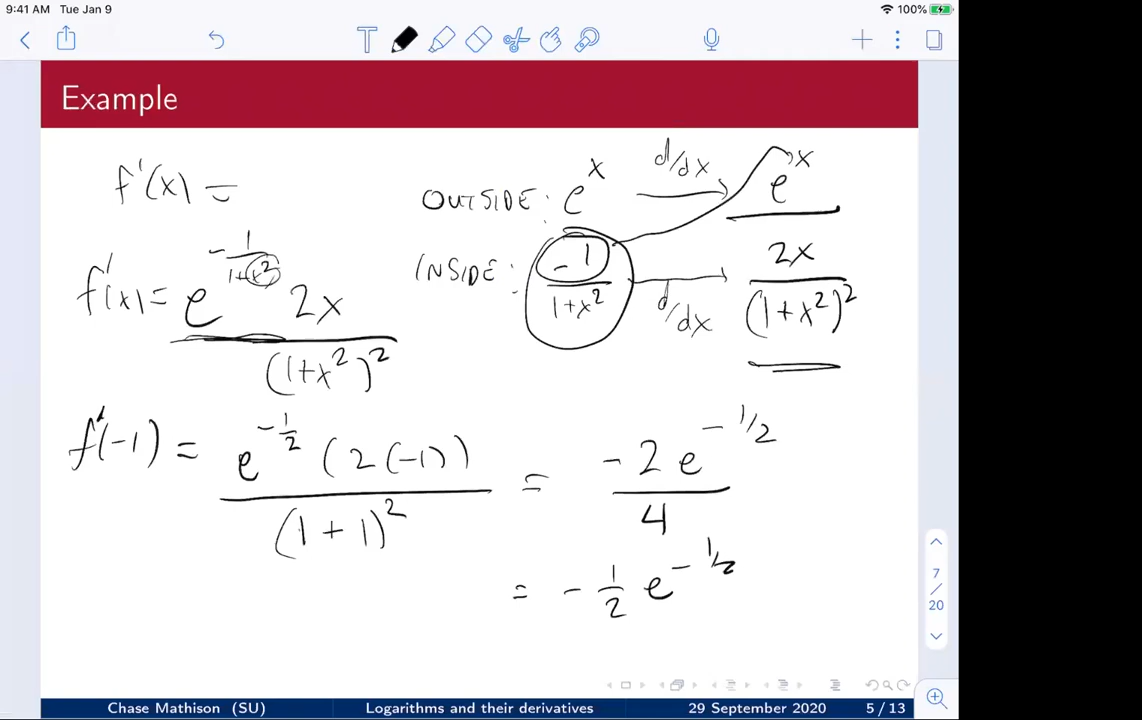 9:41 AM Tue Jan 9
100%
T
Example
f'(x) =
OUTSIDE: e^x d/dx e^x
INSIDE: -1/(1+x^2) d/dx 2x/(1+x^2)^2
f'(x) = e^(-1/(1+x^2)) 2x/(1+x^2)^2
f'(-1) = e^(-1/2) (2(-1))/(1+1)^2 = -2e^(-1/2)/4
= -1/2 e^(-1/2)
7
/
20
Chase Mathison (SU) Logarithms and their derivatives 29 September 2020 5 / 13